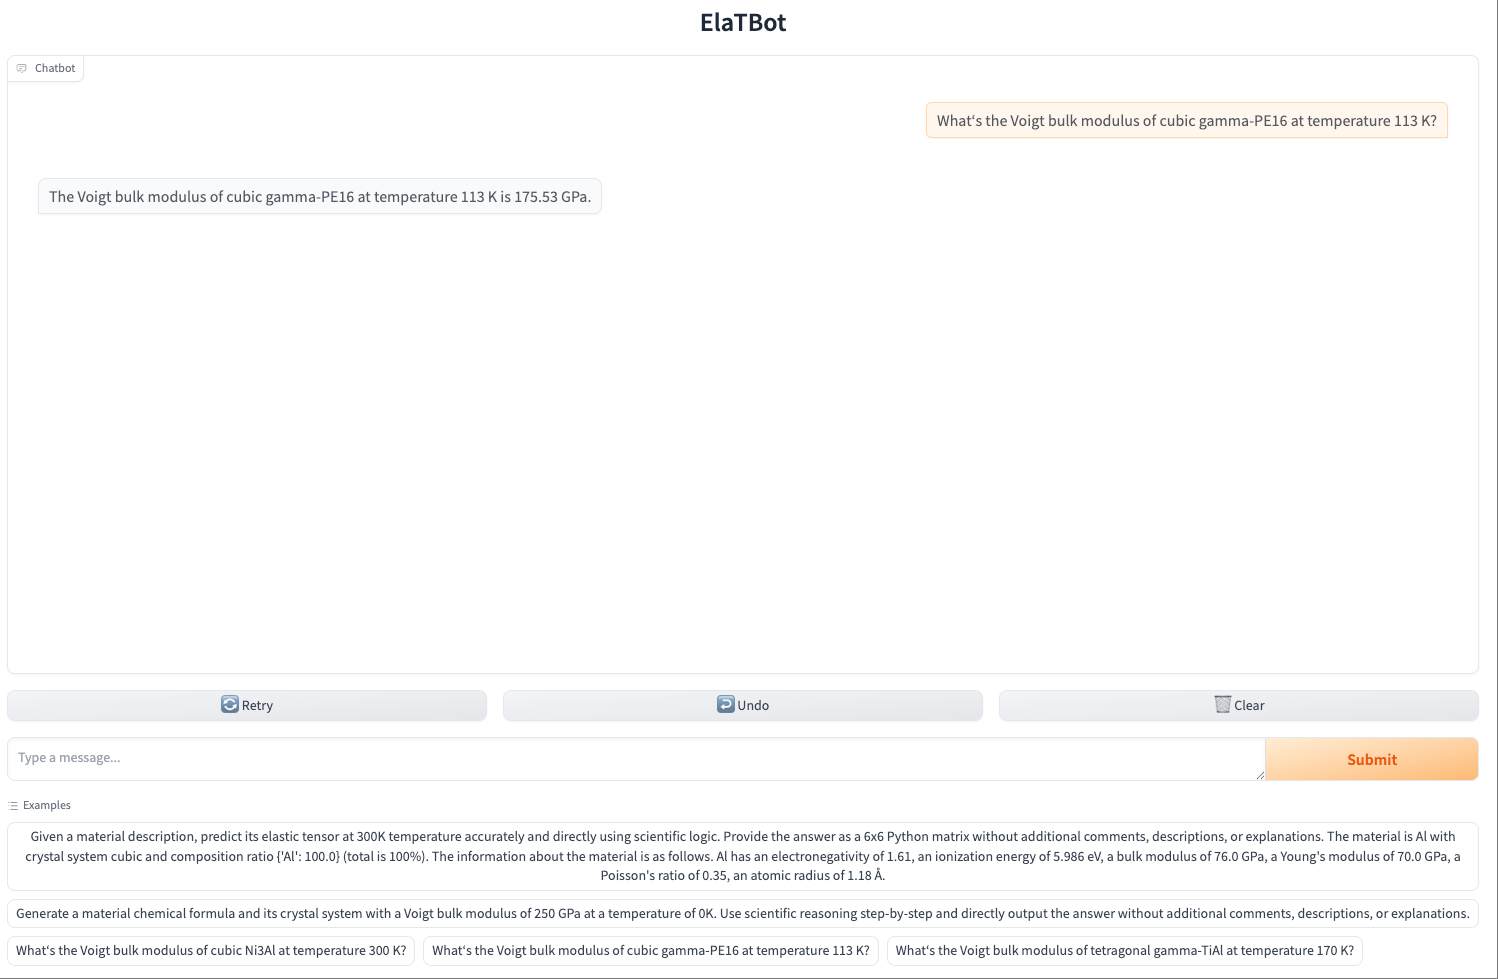 ElaTBot
Chatbot
What‘s the Voigt bulk modulus of cubic gamma-PE16 at temperature 113 K?
The Voigt bulk modulus of cubic gamma-PE16 at temperature 113 K is 175.53 GPa.
Retry
Undo
Clear
Type a message...
Submit
Examples
Given a material description, predict its elastic tensor at 300K temperature accurately and directly using scientific logic. Provide the answer as a 6x6 Python matrix without additional comments, descriptions, or explanations. The material is Al with
crystal system cubic and composition ratio {'Al': 100.0} (total is 100%). The information about the material is as follows. Al has an electronegativity of 1.61, an ionization energy of 5.986 eV, a bulk modulus of 76.0 GPa, a Young's modulus of 70.0 GPa, a
Poisson's ratio of 0.35, an atomic radius of 1.18 Å.
Generate a material chemical formula and its crystal system with a Voigt bulk modulus of 250 GPa at a temperature of 0K. Use scientific reasoning step-by-step and directly output the answer without additional comments, descriptions, or explanations.
What‘s the Voigt bulk modulus of cubic Ni3Al at temperature 300 K?
What‘s the Voigt bulk modulus of cubic gamma-PE16 at temperature 113 K?
What‘s the Voigt bulk modulus of tetragonal gamma-TiAl at temperature 170 K?